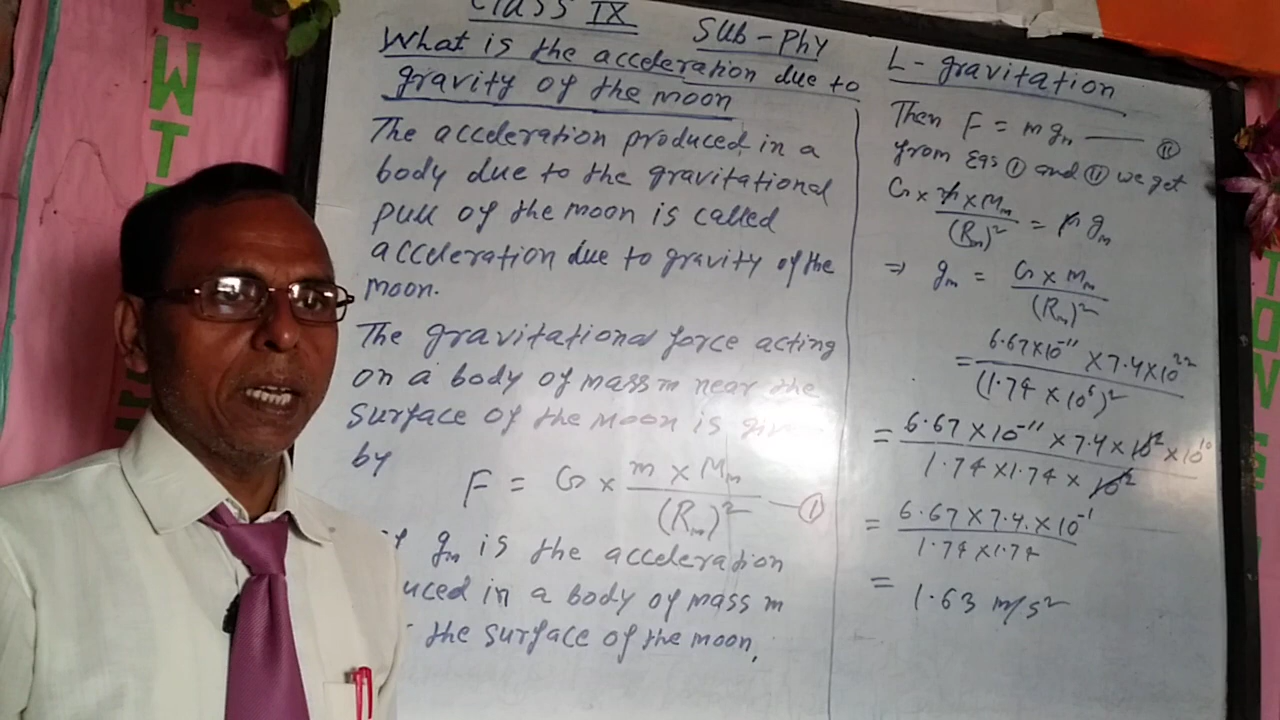 Class IX
Sub - Phy
L - gravitation
What is the acceleration due to
gravity of the moon
The acceleration produced in a
body due to the gravitational
pull of the moon is called
acceleration due to gravity of the
moon.
The gravitational force acting
on a body of mass m near the
surface of the moon is given
by
F = G × (m × Mm)/(Rm)² — (I)
If gm is the acceleration
uced in a body of mass m
the surface of the moon,
Then F = m gm — (II)
from Eqs (I) and (II) we get
G × (m × Mm)/(Rm)² = m gm
⇒ gm = (G × Mm)/(Rm)²
= (6.67×10⁻¹¹ × 7.4×10²²)/(1.74 × 10⁶)²
= (6.67 × 10⁻¹¹ × 7.4 × 10¹² × 10¹⁰)/(1.74 × 1.74 × 10¹²)
= (6.67 × 7.4 × 10⁻¹)/(1.74 × 1.74)
= 1.63 m/s²